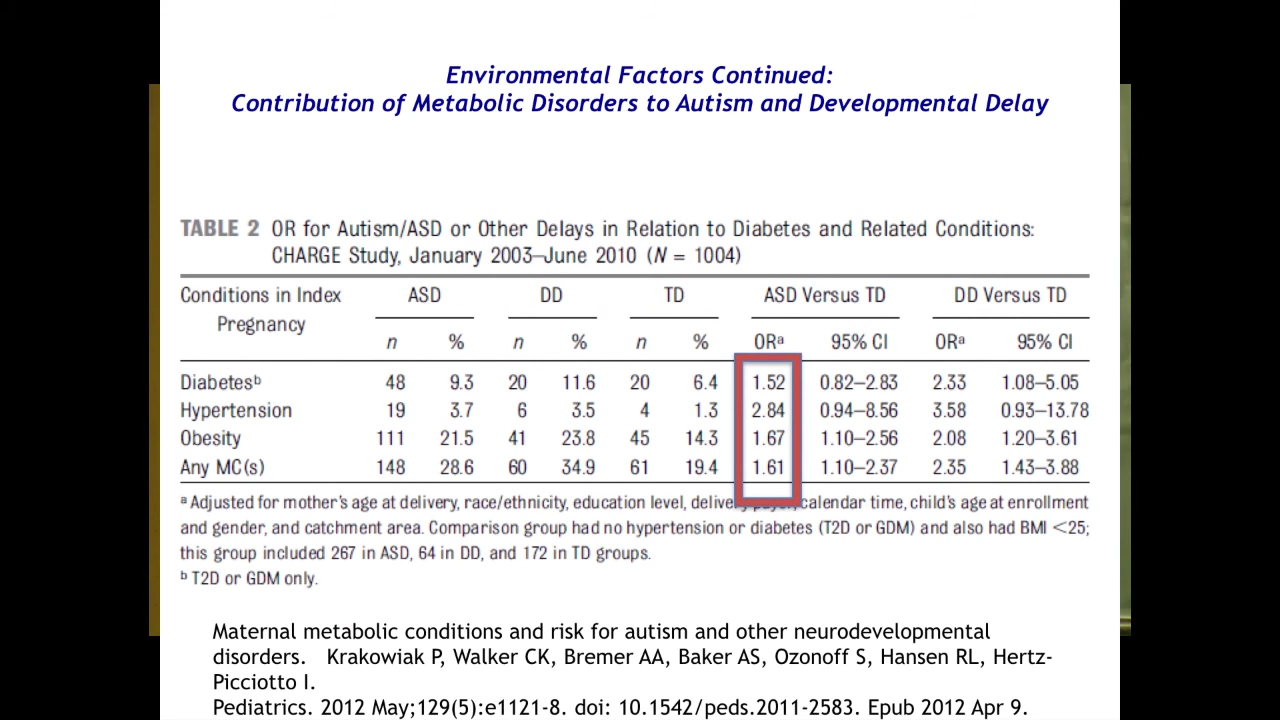 Environmental Factors Continued:
Contribution of Metabolic Disorders to Autism and Developmental Delay
TABLE 2 OR for Autism/ASD or Other Delays in Relation to Diabetes and Related Conditions:
CHARGE Study, January 2003–June 2010 (N = 1004)
Conditions in Index ASD DD TD ASD Versus TD DD Versus TD
Pregnancy
n % n % n % ORa 95% CI ORa 95% CI
Diabetesb 48 9.3 20 11.6 20 6.4 1.52 0.82–2.83 2.33 1.08–5.05
Hypertension 19 3.7 6 3.5 4 1.3 2.84 0.94–8.56 3.58 0.93–13.78
Obesity 111 21.5 41 23.8 45 14.3 1.67 1.10–2.56 2.08 1.20–3.61
Any MC(s) 148 28.6 60 34.9 61 19.4 1.61 1.10–2.37 2.35 1.43–3.88
a Adjusted for mother's age at delivery, race/ethnicity, education level, delivery payer, calendar time, child's age at enrollment
and gender, and catchment area. Comparison group had no hypertension or diabetes (T2D or GDM) and also had BMI <25;
this group included 267 in ASD, 64 in DD, and 172 in TD groups.
b T2D or GDM only.
Maternal metabolic conditions and risk for autism and other neurodevelopmental
disorders. Krakowiak P, Walker CK, Bremer AA, Baker AS, Ozonoff S, Hansen RL, Hertz-
Picciotto I.
Pediatrics. 2012 May;129(5):e1121-8. doi: 10.1542/peds.2011-2583. Epub 2012 Apr 9.